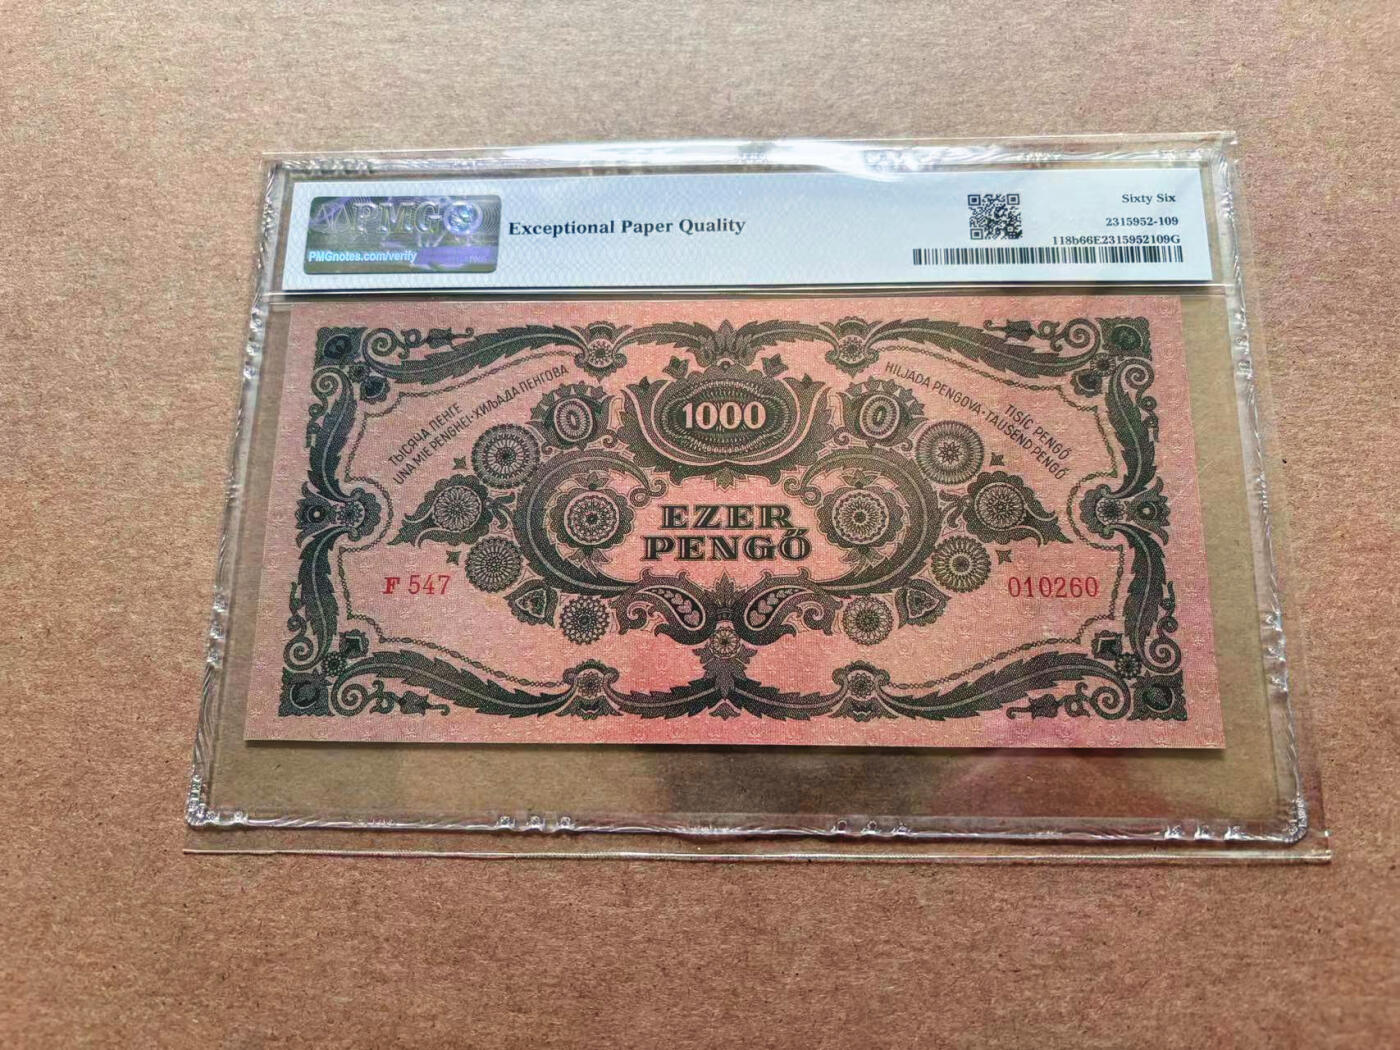 PMG
PMGnotes.com/verify
Exceptional Paper Quality
Sixty Six
2315952-109
118b66E2315952109G
ТЫСЯЧА ПЕНГЕ
UNA MIE PENGHEI·ХИЉАДА ПЕНГОВА
HILJADA PENGOVA·TAUSEND PENGŐ
TISÍC PENGŐ
1000
EZER
PENGŐ
F 547
010260